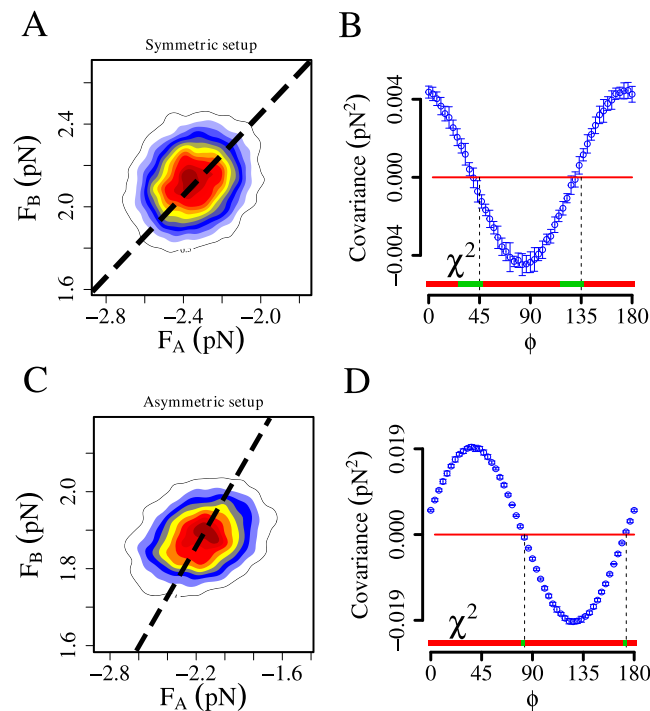 A
Symmetric setup
F_B (pN)
1.6 2.0 2.4
−2.8 −2.4 −2.0
F_A (pN)
B
Covariance (pN²)
−0.004 0.000 0.004
χ²
0 45 90 135 180
ϕ
C
Asymmetric setup
F_B (pN)
1.6 1.8 2.0
−2.8 −2.2 −1.6
F_A (pN)
D
Covariance (pN²)
−0.019 0.000 0.019
χ²
0 45 90 135 180
ϕ